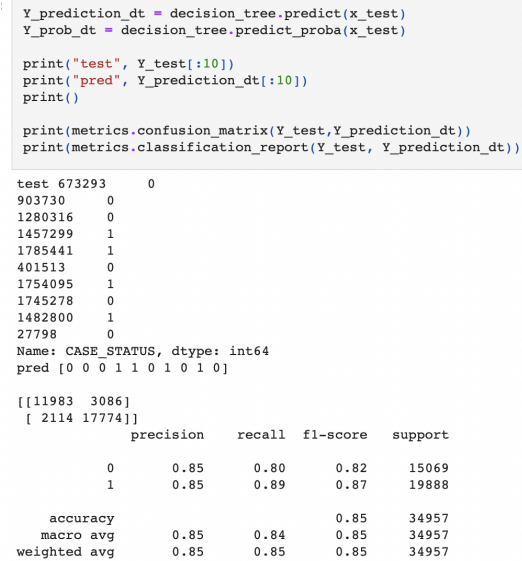 Y_prediction_dt = decision_tree.predict(x_test)
Y_prob_dt = decision_tree.predict_proba(x_test)

print("test", Y_test[:10])
print("pred", Y_prediction_dt[:10])
print()

print(metrics.confusion_matrix(Y_test,Y_prediction_dt))
print(metrics.classification_report(Y_test, Y_prediction_dt))

test 673293     0
903730     0
1280316    0
1457299    1
1785441    1
401513     0
1754095    1
1745278    0
1482800    1
27798      0
Name: CASE_STATUS, dtype: int64
pred [0 0 0 1 1 0 1 0 1 0]

[[11983  3086]
 [ 2114 17774]]
              precision    recall  f1-score   support

           0       0.85      0.80      0.82     15069
           1       0.85      0.89      0.87     19888

    accuracy                           0.85     34957
   macro avg       0.85      0.84      0.85     34957
weighted avg       0.85      0.85      0.85     34957